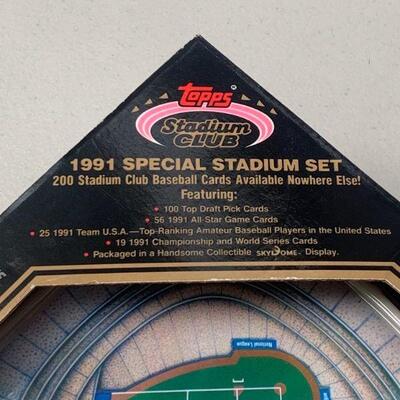 Topps
Stadium
CLUB
1991 SPECIAL STADIUM SET
200 Stadium Club Baseball Cards Available Nowhere Else!
Featuring:
• 100 Top Draft Pick Cards
• 56 1991 All-Star Game Cards
• 25 1991 Team U.S.A.—Top-Ranking Amateur Baseball Players in the United States
• 19 1991 Championship and World Series Cards
• Packaged in a Handsome Collectible SKYDOME Display.
National League